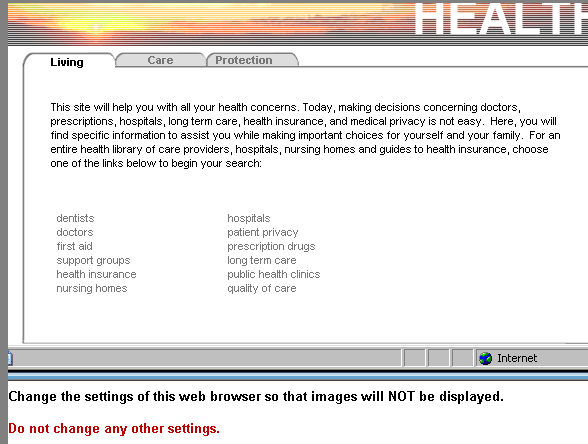 HEALTH
Living
Care
Protection
This site will help you with all your health concerns. Today, making decisions concerning doctors,
prescriptions, hospitals, long term care, health insurance, and medical privacy is not easy. Here, you will
find specific information to assist you while making important choices for yourself and your family. For an
entire health library of care providers, hospitals, nursing homes and guides to health insurance, choose
one of the links below to begin your search:
dentists
doctors
first aid
support groups
health insurance
nursing homes
hospitals
patient privacy
prescription drugs
long term care
public health clinics
quality of care
Internet
Change the settings of this web browser so that images will NOT be displayed.
Do not change any other settings.